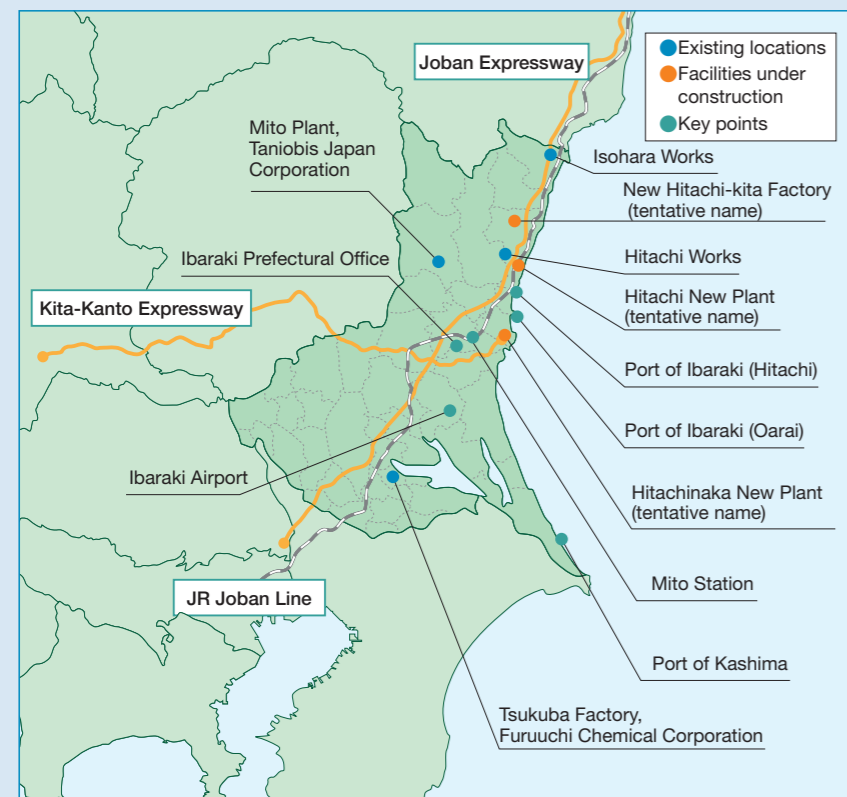 Joban Expressway
Existing locations
Facilities under
construction
Key points
Mito Plant,
Taniobis Japan
Corporation
Isohara Works
New Hitachi-kita Factory
(tentative name)
Ibaraki Prefectural Office
Hitachi Works
Kita-Kanto Expressway
Hitachi New Plant
(tentative name)
Port of Ibaraki (Hitachi)
Port of Ibaraki (Oarai)
Ibaraki Airport
Hitachinaka New Plant
(tentative name)
JR Joban Line
Mito Station
Port of Kashima
Tsukuba Factory,
Furuuchi Chemical Corporation